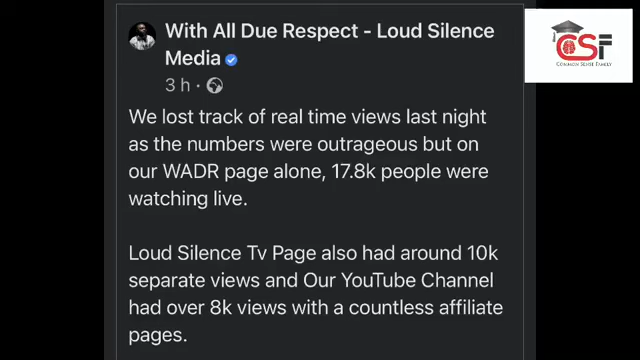 With All Due Respect - Loud Silence
Media
3 h ·
We lost track of real time views last night
as the numbers were outrageous but on
our WADR page alone, 17.8k people were
watching live.
Loud Silence Tv Page also had around 10k
separate views and Our YouTube Channel
had over 8k views with a countless affiliate
pages.
CSF
COMMON SENSE FAMILY